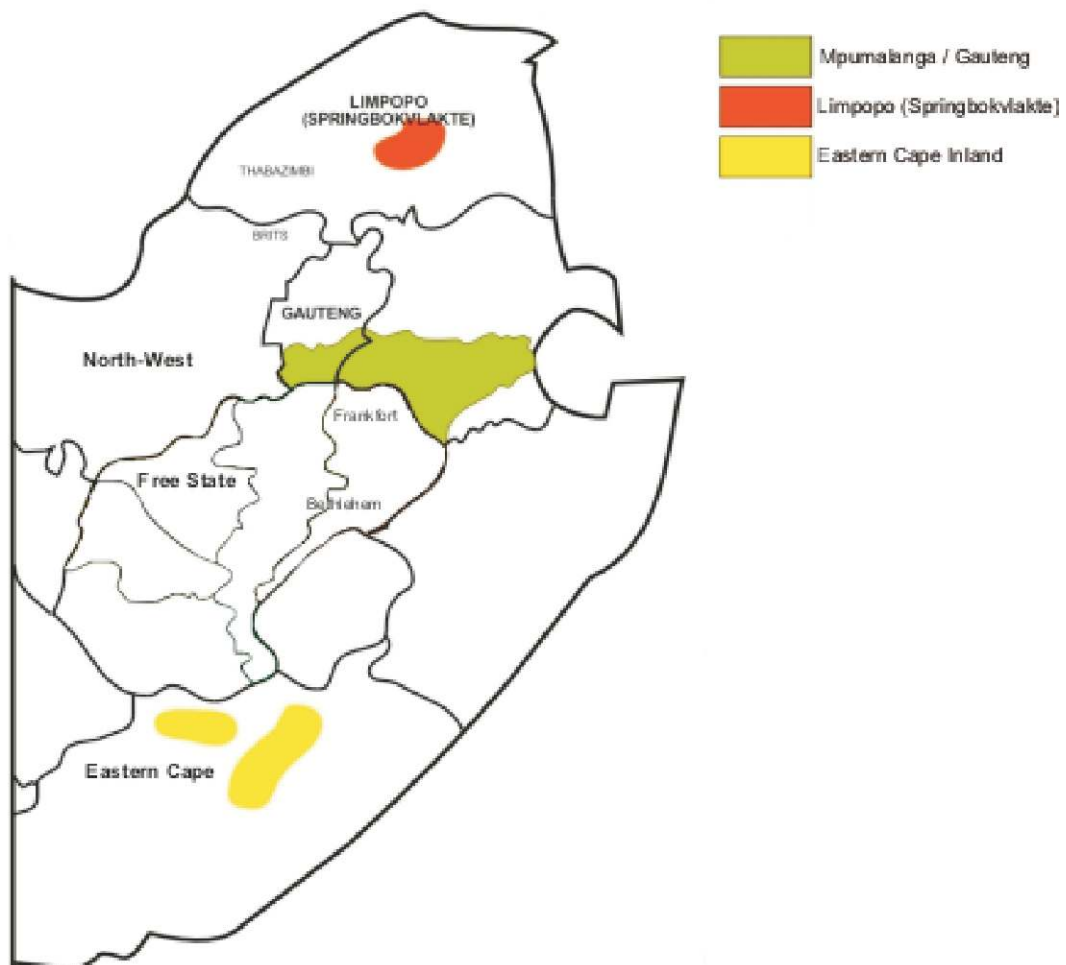 LIMPOPO
(SPRINGBOKVLAKTE)
THABAZIMBI
BRITS
GAUTENG
North-West
Frankfort
Free State
Bethlehem
Eastern Cape
Mpumalanga / Gauteng
Limpopo (Springbokvlakte)
Eastern Cape Inland